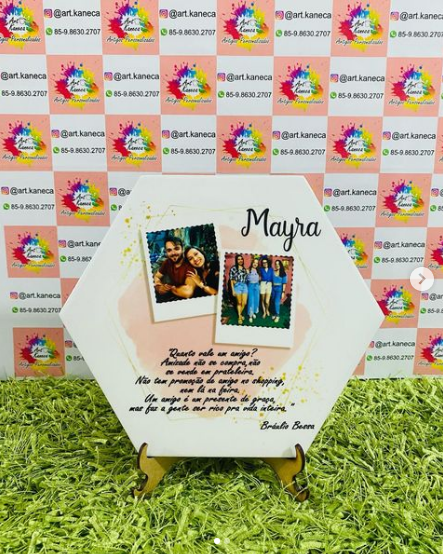 @art.kaneca
85-9.8630.2707
Art Kaneca
Artigos Personalizados
Mayra
"Quanto vale um amigo?
Amizade não se compra, não
se vende em prateleira,
Não tem promoção de amigo no shopping,
nem lá na feira,
Um amigo é um presente de graça,
mas faz a gente ser rico pra vida inteira.
Bráulio Bessa